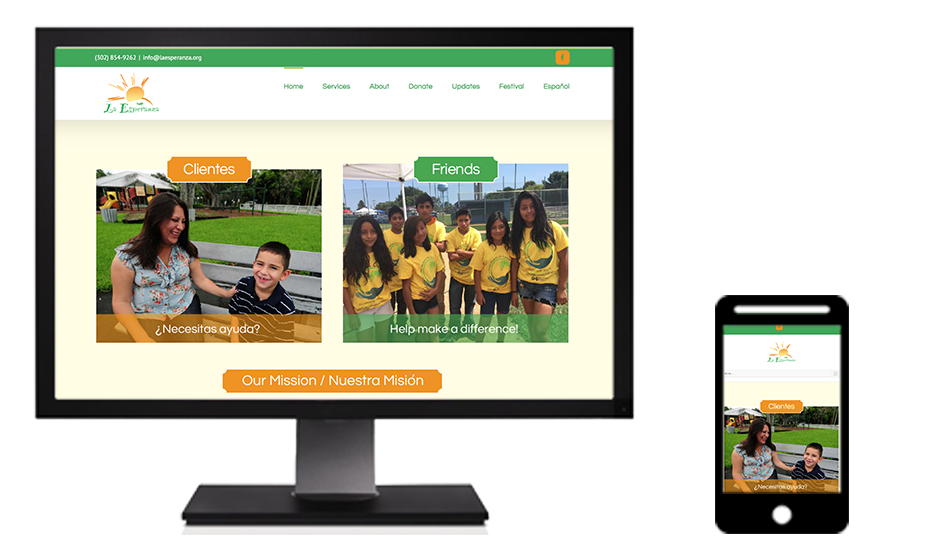 (302) 854-9262 | info@laesperanza.org
f
La Esperanza
Home Services About Donate Updates Festival Español
Clientes
Friends
¿Necesitas ayuda?
Help make a difference!
Our Mission / Nuestra Misión
La Esperanza
Clientes
¿Necesitas ayuda?